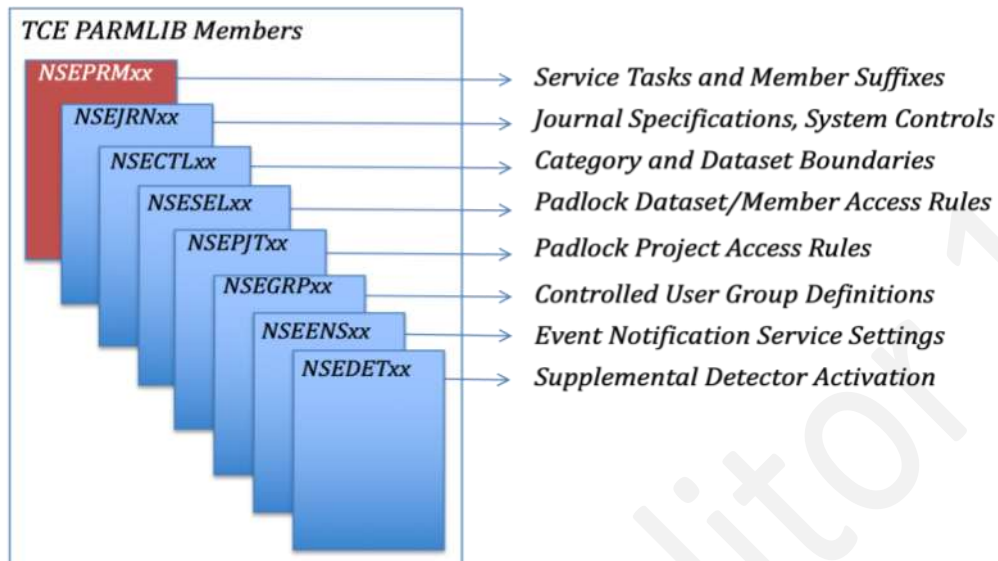 TCE PARMLIB Members
NSEPRMxx
Service Tasks and Member Suffixes
NSEJRNxx
Journal Specifications, System Controls
NSECTLxx
Category and Dataset Boundaries
NSESELxx
Padlock Dataset/Member Access Rules
NSEPJTxx
Padlock Project Access Rules
NSEGRPxx
Controlled User Group Definitions
NSEENSxx
Event Notification Service Settings
NSEDETxx
Supplemental Detector Activation